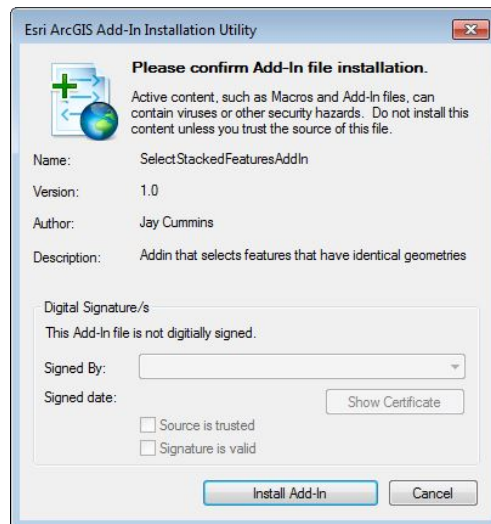 Esri ArcGIS Add-In Installation Utility
Please confirm Add-In file installation.
Active content, such as Macros and Add-In files, can
contain viruses or other security hazards. Do not install this
content unless you trust the source of this file.
Name: SelectStackedFeaturesAddIn
Version: 1.0
Author: Jay Cummins
Description: Addin that selects features that have identical geometries
Digital Signature/s
This Add-In file is not digitially signed.
Signed By:
Signed date:
Show Certificate
Source is trusted
Signature is valid
Install Add-In Cancel